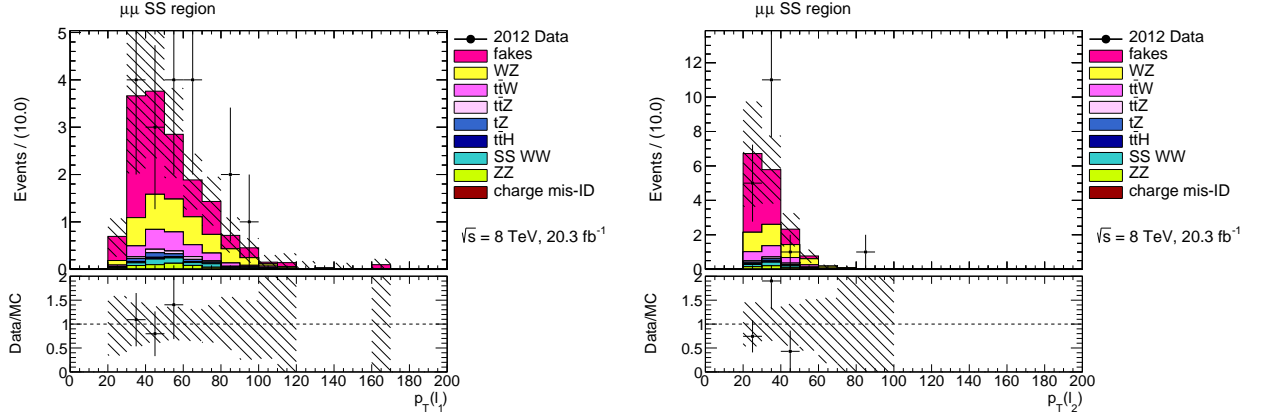 μμ SS region
Events / (10.0)
5
4
3
2
1
0
2012 Data
fakes
WZ
tt̄W
tt̄Z
tZ
tt̄H
SS WW
ZZ
charge mis-ID
√s = 8 TeV, 20.3 fb⁻¹
Data/MC
2
1.5
1
0.5
0
0 20 40 60 80 100 120 140 160 180 200
p_T(l_1)
μμ SS region
Events / (10.0)
12
10
8
6
4
2
0
2012 Data
fakes
WZ
tt̄W
tt̄Z
tZ
tt̄H
SS WW
ZZ
charge mis-ID
√s = 8 TeV, 20.3 fb⁻¹
Data/MC
2
1.5
1
0.5
0
0 20 40 60 80 100 120 140 160 180 200
p_T(l_2)